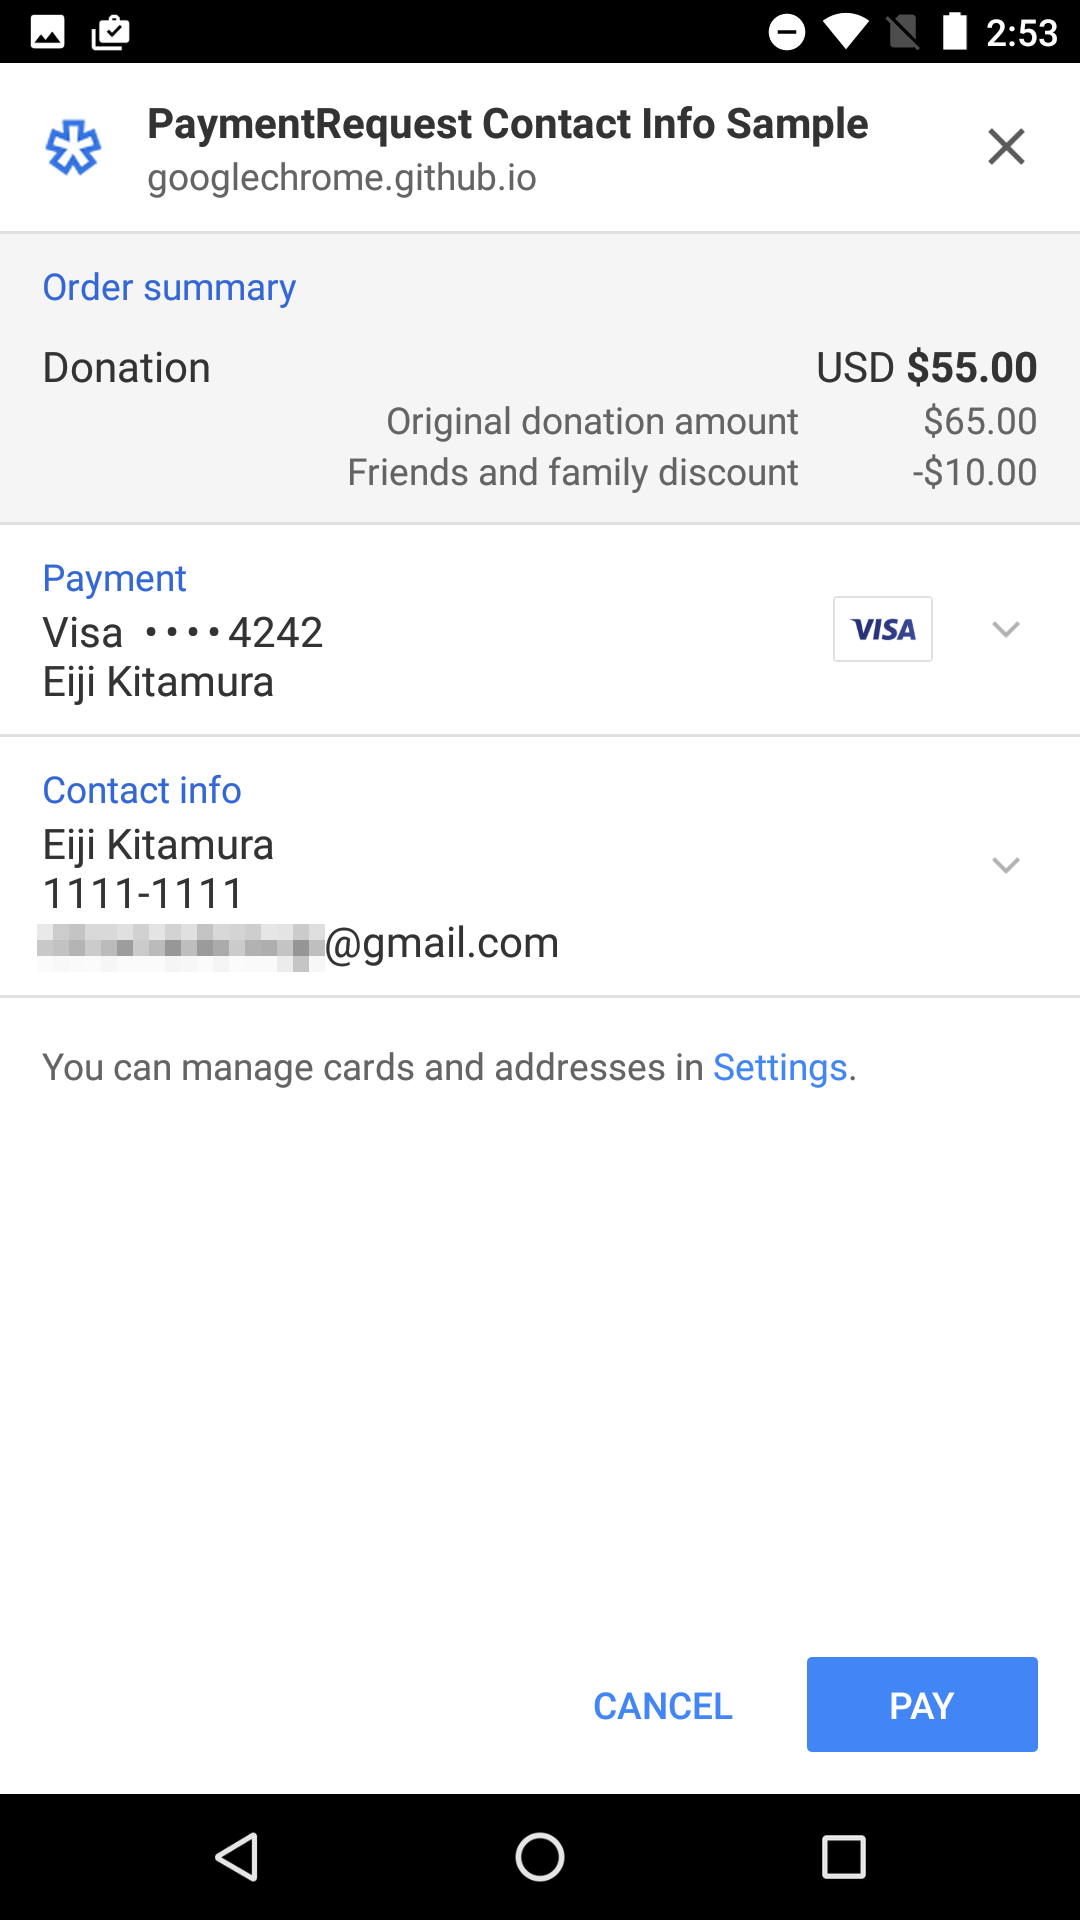 2:53
PaymentRequest Contact Info Sample
googlechrome.github.io
Order summary
Donation USD $55.00
Original donation amount $65.00
Friends and family discount -$10.00
Payment
Visa ····4242
VISA
Eiji Kitamura
Contact info
Eiji Kitamura
1111-1111
@gmail.com
You can manage cards and addresses in Settings.
CANCEL PAY